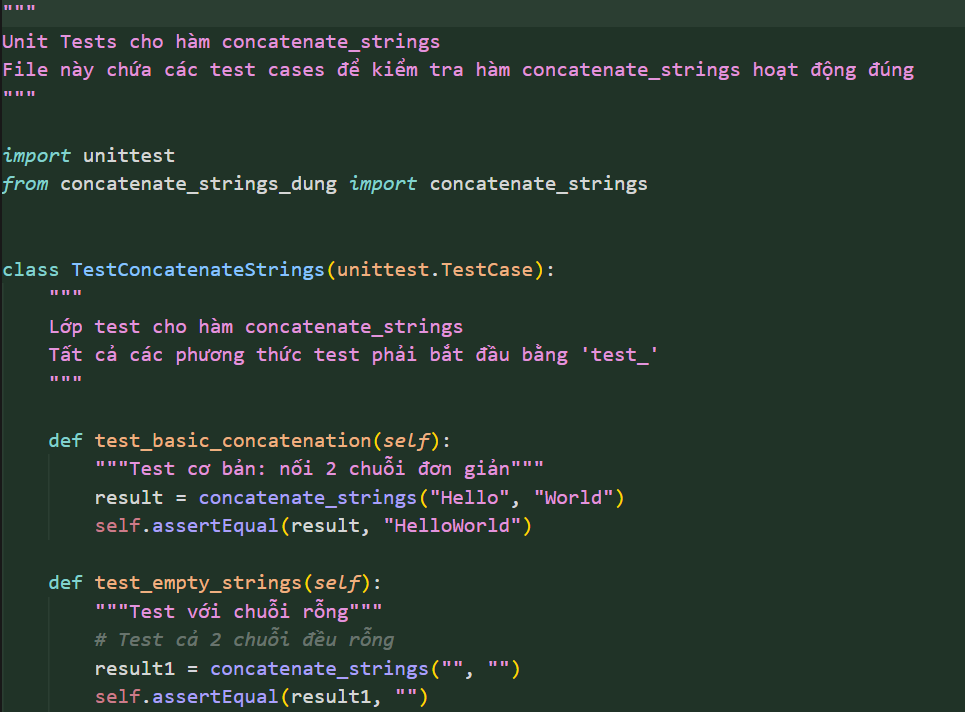 """
Unit Tests cho hàm concatenate_strings
File này chứa các test cases để kiểm tra hàm concatenate_strings hoạt động đúng
"""
import unittest
from concatenate_strings_dung import concatenate_strings
class TestConcatenateStrings(unittest.TestCase):
"""
Lớp test cho hàm concatenate_strings
Tất cả các phương thức test phải bắt đầu bằng 'test_'
"""
def test_basic_concatenation(self):
"""Test cơ bản: nối 2 chuỗi đơn giản"""
result = concatenate_strings("Hello", "World")
self.assertEqual(result, "HelloWorld")
def test_empty_strings(self):
"""Test với chuỗi rỗng"""
# Test cả 2 chuỗi đều rỗng
result1 = concatenate_strings("", "")
self.assertEqual(result1, "")